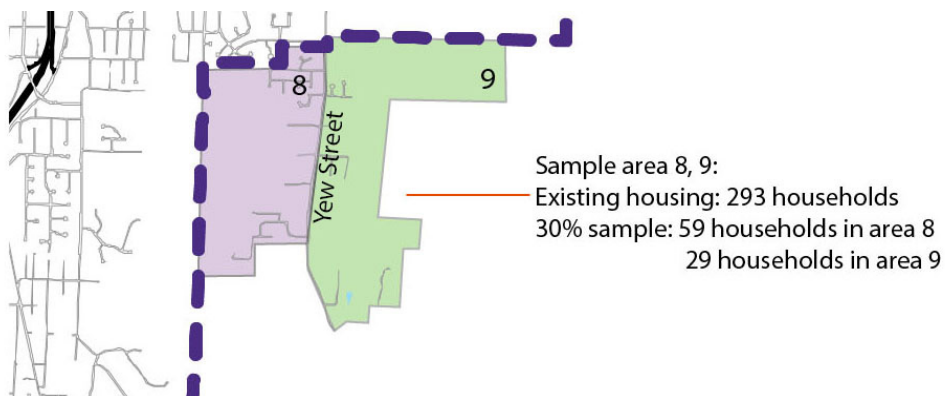 8
9
Yew Street
Sample area 8, 9:
Existing housing: 293 households
30% sample: 59 households in area 8
29 households in area 9